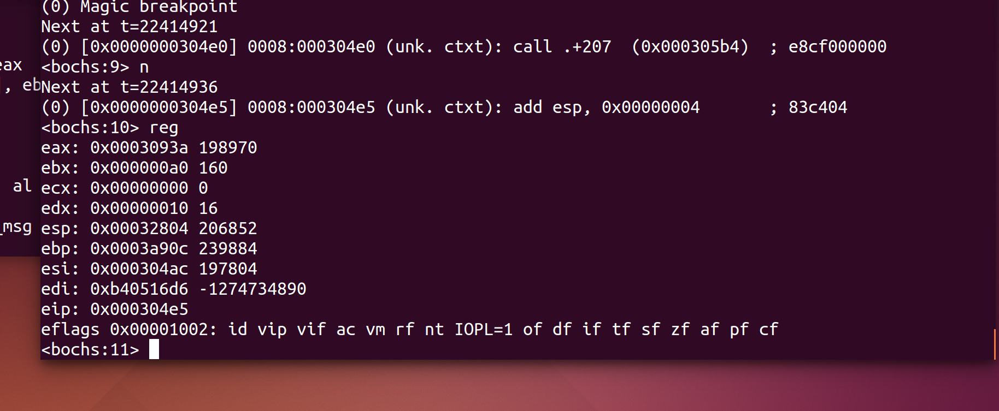 (0) Magic breakpoint
Next at t=22414921
(0) [0x0000000304e0] 0008:000304e0 (unk. ctxt): call .+207  (0x000305b4)  ; e8cf000000
eax
<bochs:9> n
, eb
Next at t=22414936
(0) [0x0000000304e5] 0008:000304e5 (unk. ctxt): add esp, 0x00000004       ; 83c404
<bochs:10> reg
eax: 0x0003093a 198970
ebx: 0x000000a0 160
al
ecx: 0x00000000 0
edx: 0x00000010 16
_msg
esp: 0x00032804 206852
ebp: 0x0003a90c 239884
esi: 0x000304ac 197804
edi: 0xb40516d6 -1274734890
eip: 0x000304e5
eflags 0x00001002: id vip vif ac vm rf nt IOPL=1 of df if tf sf zf af pf cf
<bochs:11>